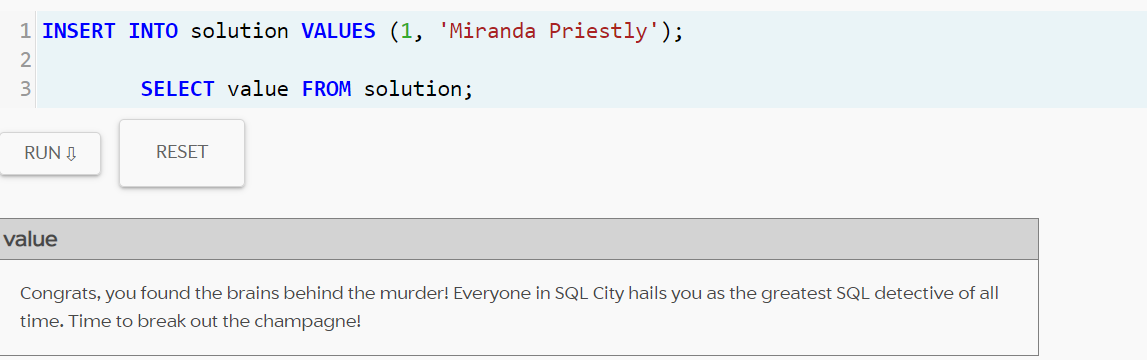 1 INSERT INTO solution VALUES (1, 'Miranda Priestly');
2
3 SELECT value FROM solution;
RUN ⇩
RESET
value
Congrats, you found the brains behind the murder! Everyone in SQL City hails you as the greatest SQL detective of all
time. Time to break out the champagne!